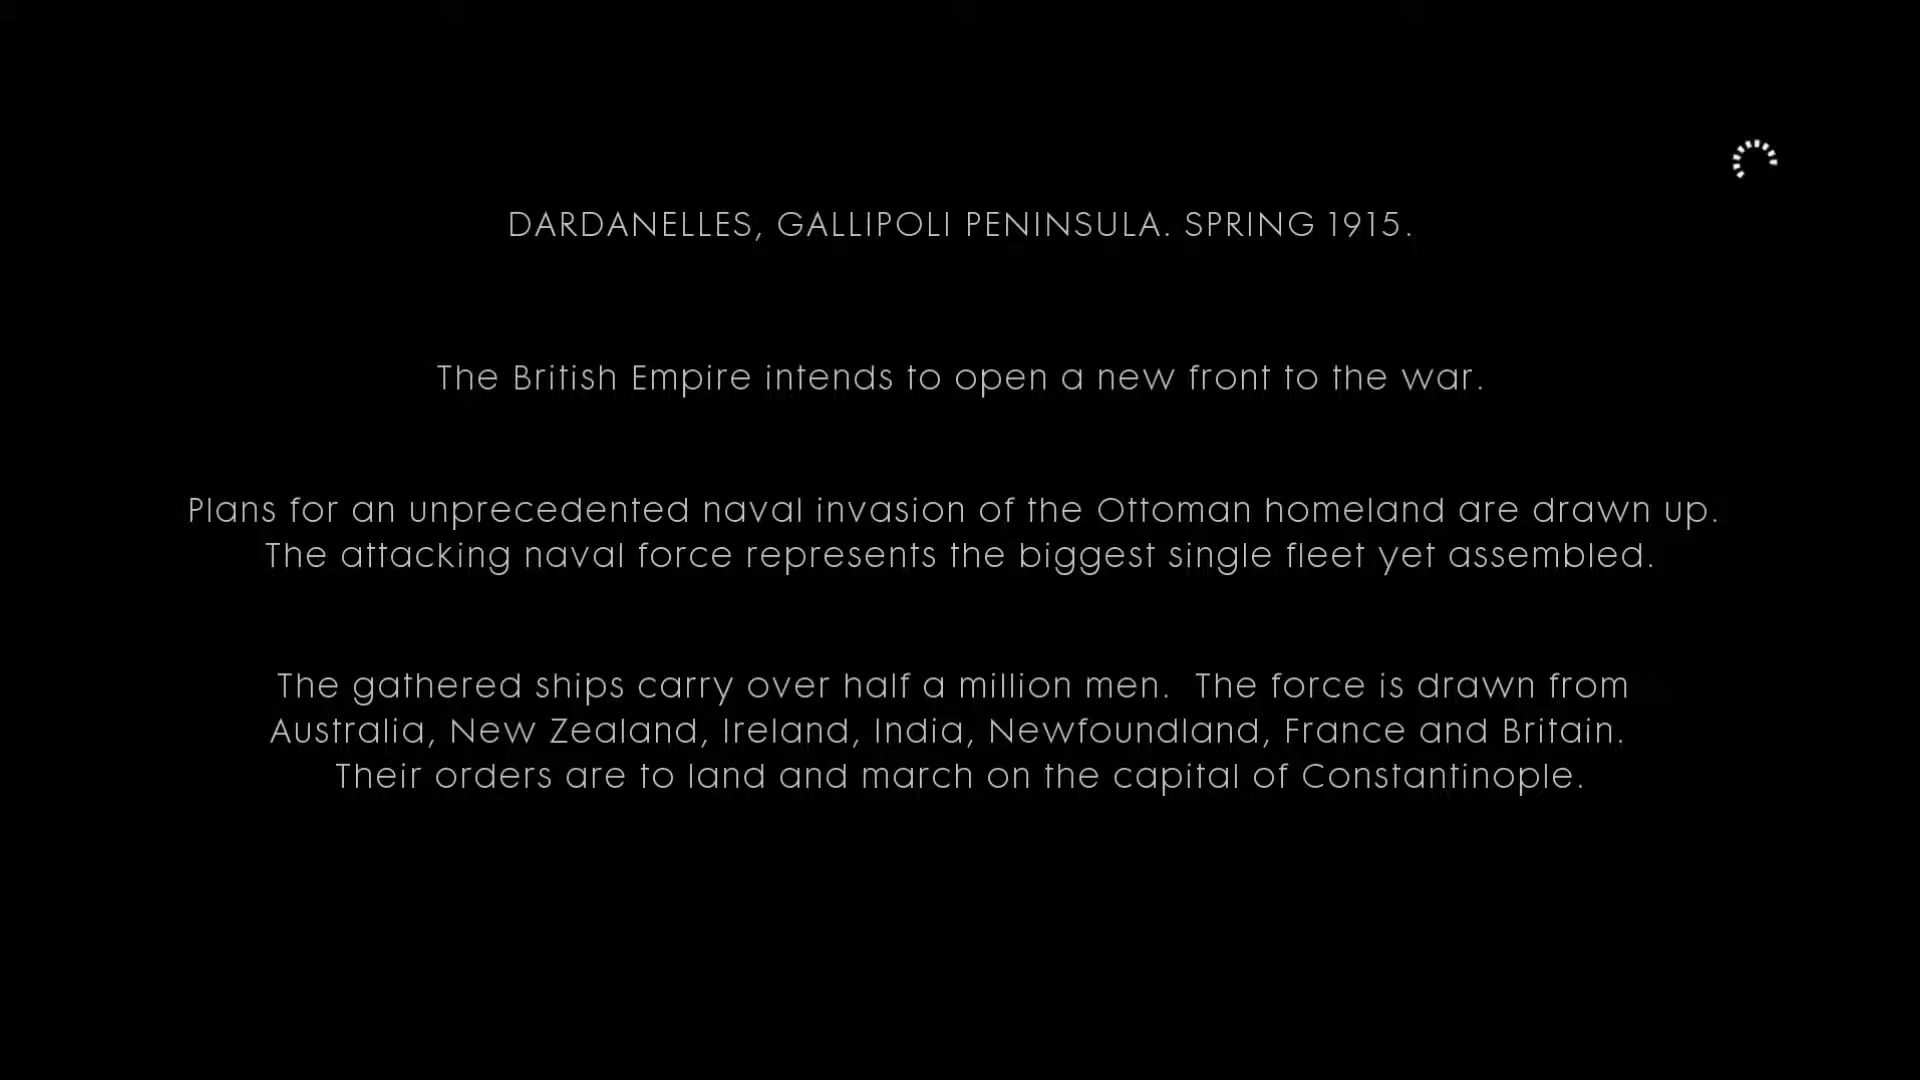 DARDANELLES, GALLIPOLI PENINSULA. SPRING 1915.
The British Empire intends to open a new front to the war.
Plans for an unprecedented naval invasion of the Ottoman homeland are drawn up.
The attacking naval force represents the biggest single fleet yet assembled.
The gathered ships carry over half a million men.  The force is drawn from
Australia, New Zealand, Ireland, India, Newfoundland, France and Britain.
Their orders are to land and march on the capital of Constantinople.